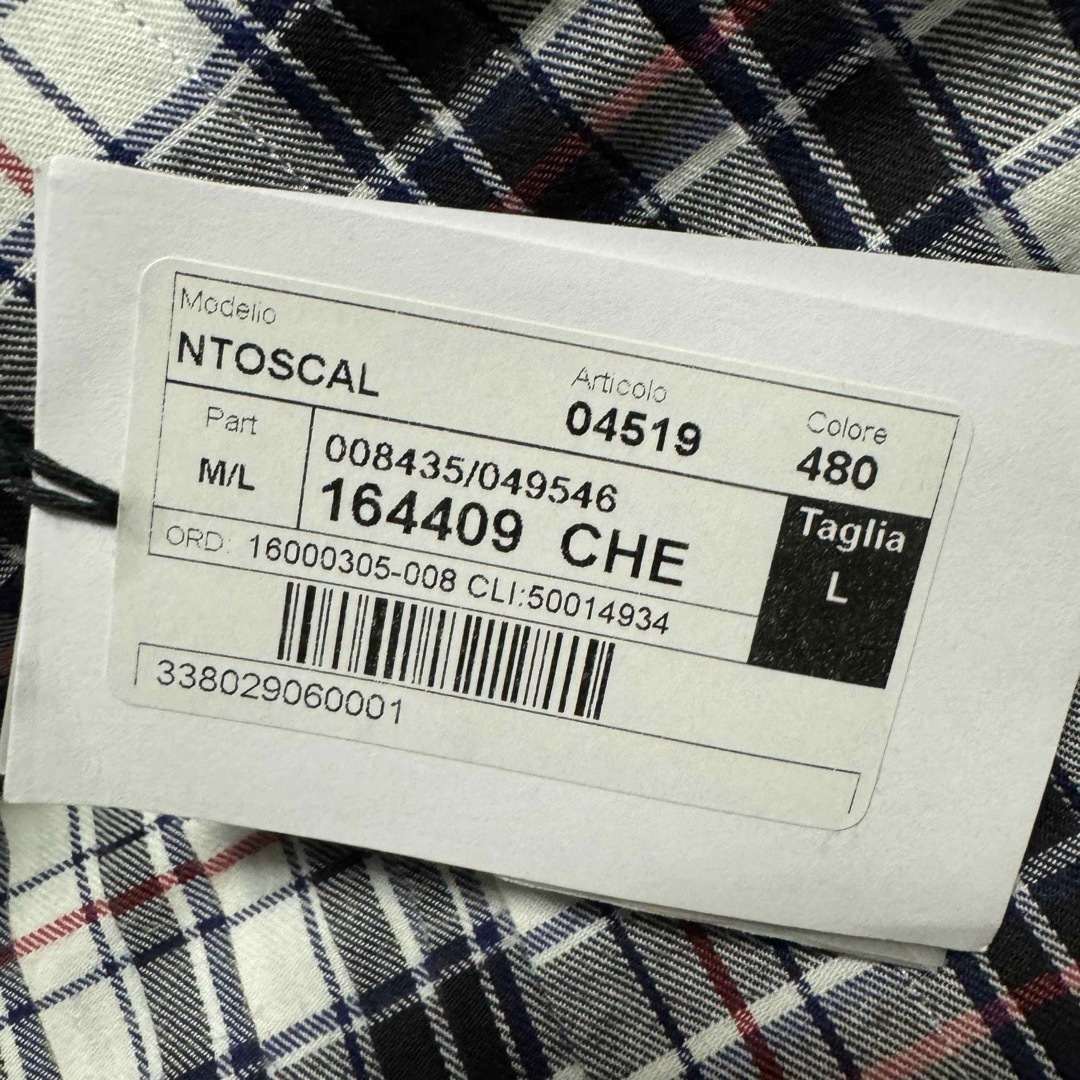 Modello
NTOSCAL
Articolo
04519
Colore
480
Part
M/L
008435/049546
164409 CHE
Taglia
L
ORD: 16000305-008 CLI:50014934
338029060001